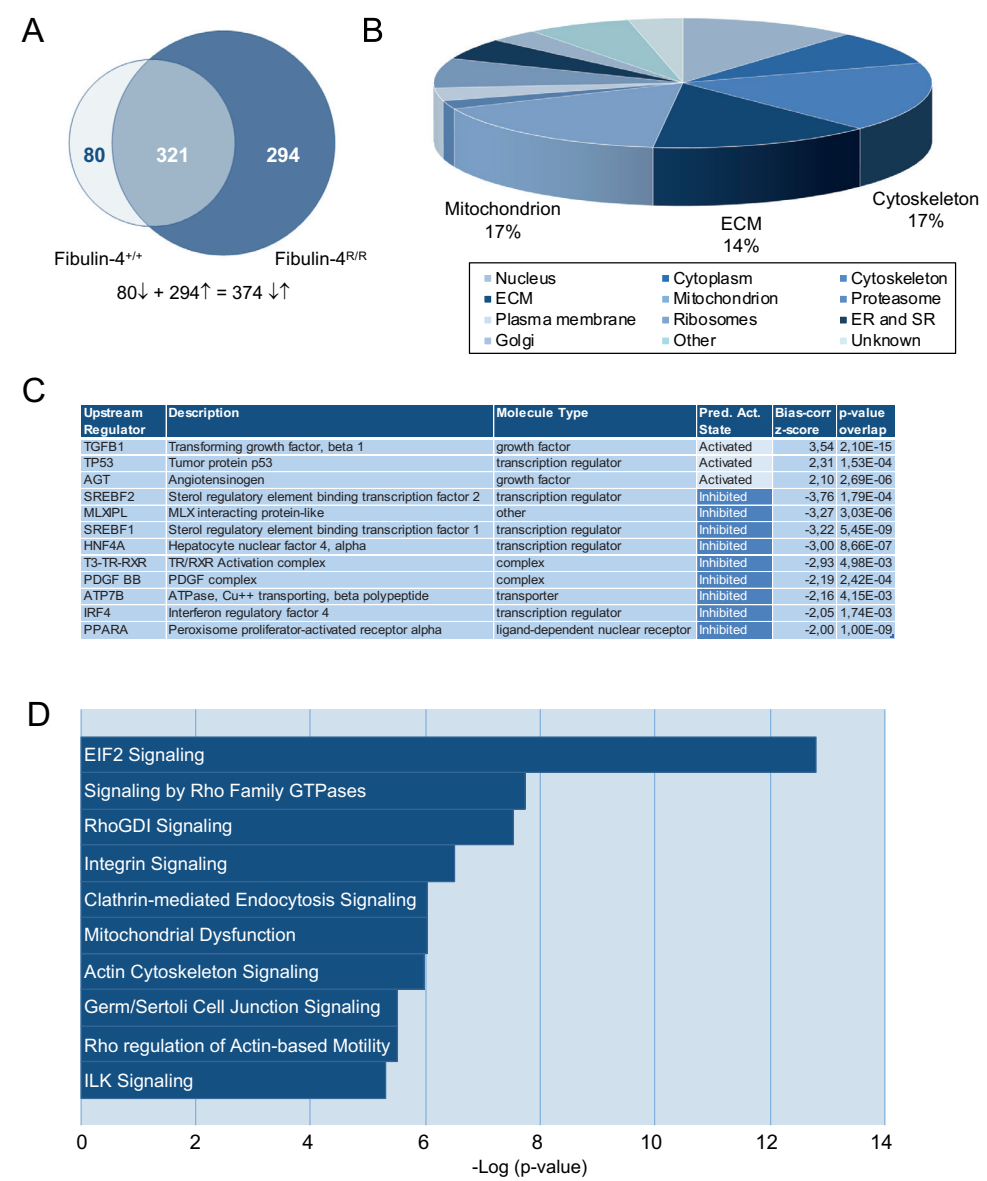 A
80
321
294
Fibulin-4+/+
Fibulin-4R/R
80↓ + 294↑ = 374 ↓↑
B
Mitochondrion
17%
ECM
14%
Cytoskeleton
17%
Nucleus Cytoplasm Cytoskeleton
ECM Mitochondrion Proteasome
Plasma membrane Ribosomes ER and SR
Golgi Other Unknown
C
Upstream Regulator Description Molecule Type Pred. Act. State Bias-corr z-score p-value overlap
TGFB1 Transforming growth factor, beta 1 growth factor Activated 3,54 2,10E-15
TP53 Tumor protein p53 transcription regulator Activated 2,31 1,53E-04
AGT Angiotensinogen growth factor Activated 2,10 2,69E-06
SREBF2 Sterol regulatory element binding transcription factor 2 transcription regulator Inhibited -3,76 1,79E-04
MLXIPL MLX interacting protein-like other Inhibited -3,27 3,03E-06
SREBF1 Sterol regulatory element binding transcription factor 1 transcription regulator Inhibited -3,22 5,45E-09
HNF4A Hepatocyte nuclear factor 4, alpha transcription regulator Inhibited -3,00 8,66E-07
T3-TR-RXR TR/RXR Activation complex complex Inhibited -2,93 4,98E-03
PDGF BB PDGF complex complex Inhibited -2,19 2,42E-04
ATP7B ATPase, Cu++ transporting, beta polypeptide transporter Inhibited -2,16 4,15E-03
IRF4 Interferon regulatory factor 4 transcription regulator Inhibited -2,05 1,74E-03
PPARA Peroxisome proliferator-activated receptor alpha ligand-dependent nuclear receptor Inhibited -2,00 1,00E-09
D
EIF2 Signaling
Signaling by Rho Family GTPases
RhoGDI Signaling
Integrin Signaling
Clathrin-mediated Endocytosis Signaling
Mitochondrial Dysfunction
Actin Cytoskeleton Signaling
Germ/Sertoli Cell Junction Signaling
Rho regulation of Actin-based Motility
ILK Signaling
0 2 4 6 8 10 12 14
-Log (p-value)